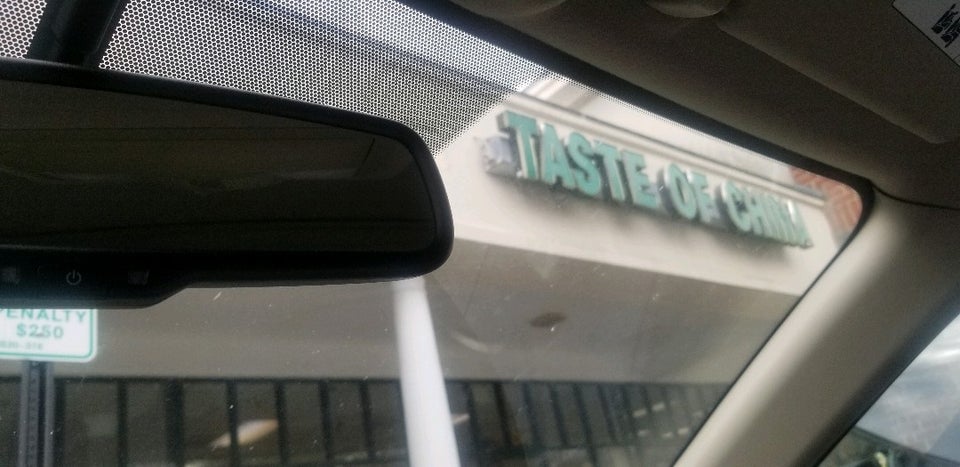 TASTE OF CHINA
PENALTY
$250